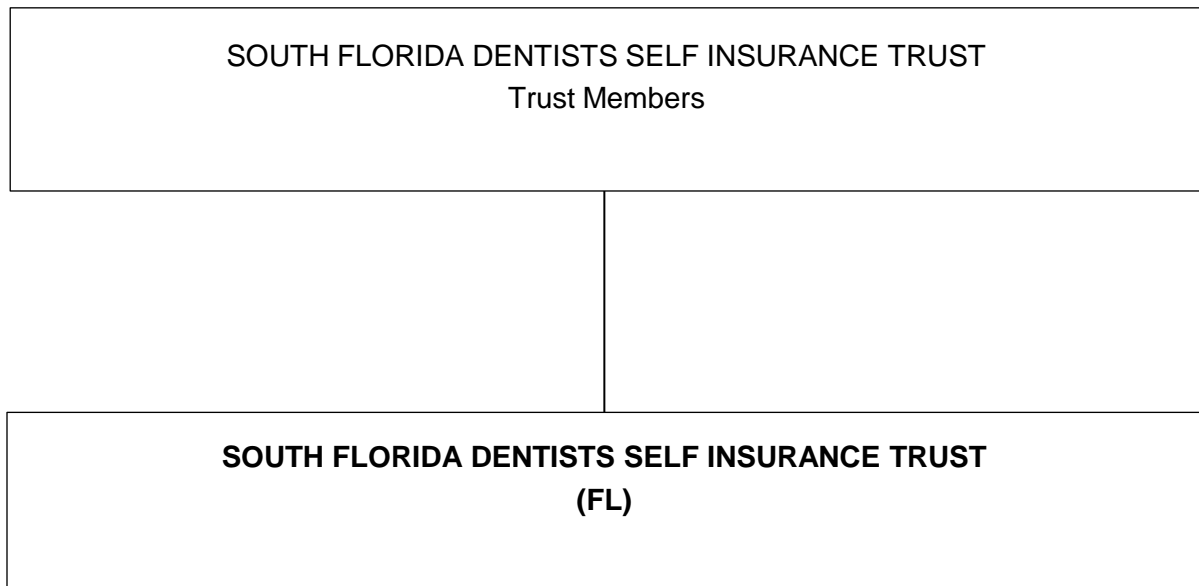 SOUTH FLORIDA DENTISTS SELF INSURANCE TRUST
Trust Members
SOUTH FLORIDA DENTISTS SELF INSURANCE TRUST
(FL)